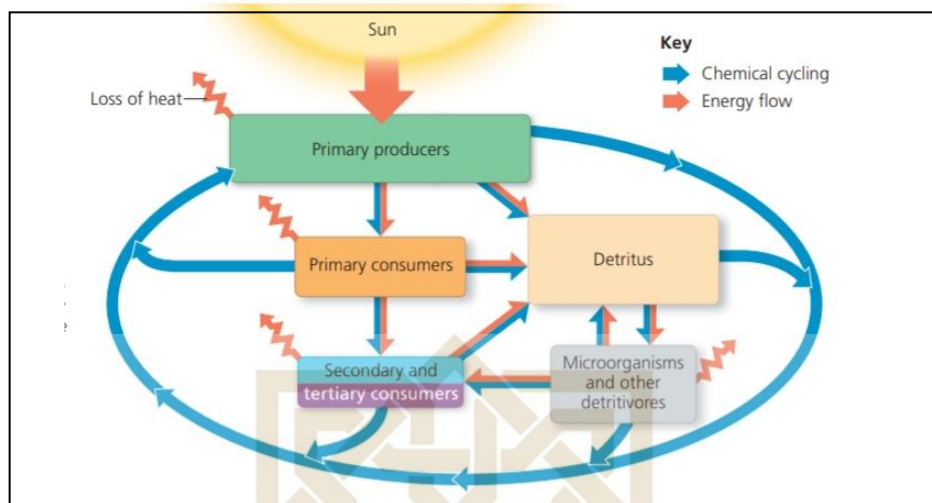 Sun
Key
Chemical cycling
Energy flow
Loss of heat
Primary producers
Primary consumers
Detritus
Secondary and
tertiary consumers
Microorganisms
and other
detritivores
e